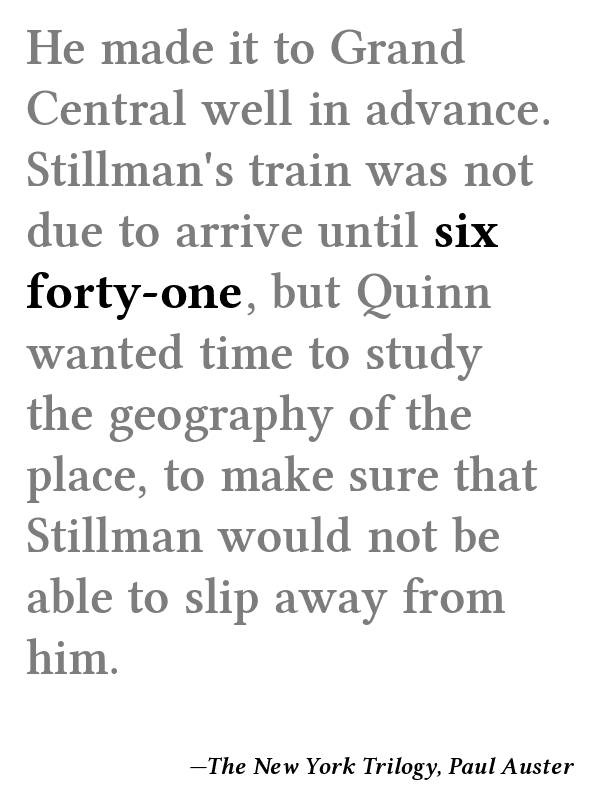 He made it to Grand
Central well in advance.
Stillman's train was not
due to arrive until six
forty-one, but Quinn
wanted time to study
the geography of the
place, to make sure that
Stillman would not be
able to slip away from
him.
—The New York Trilogy, Paul Auster